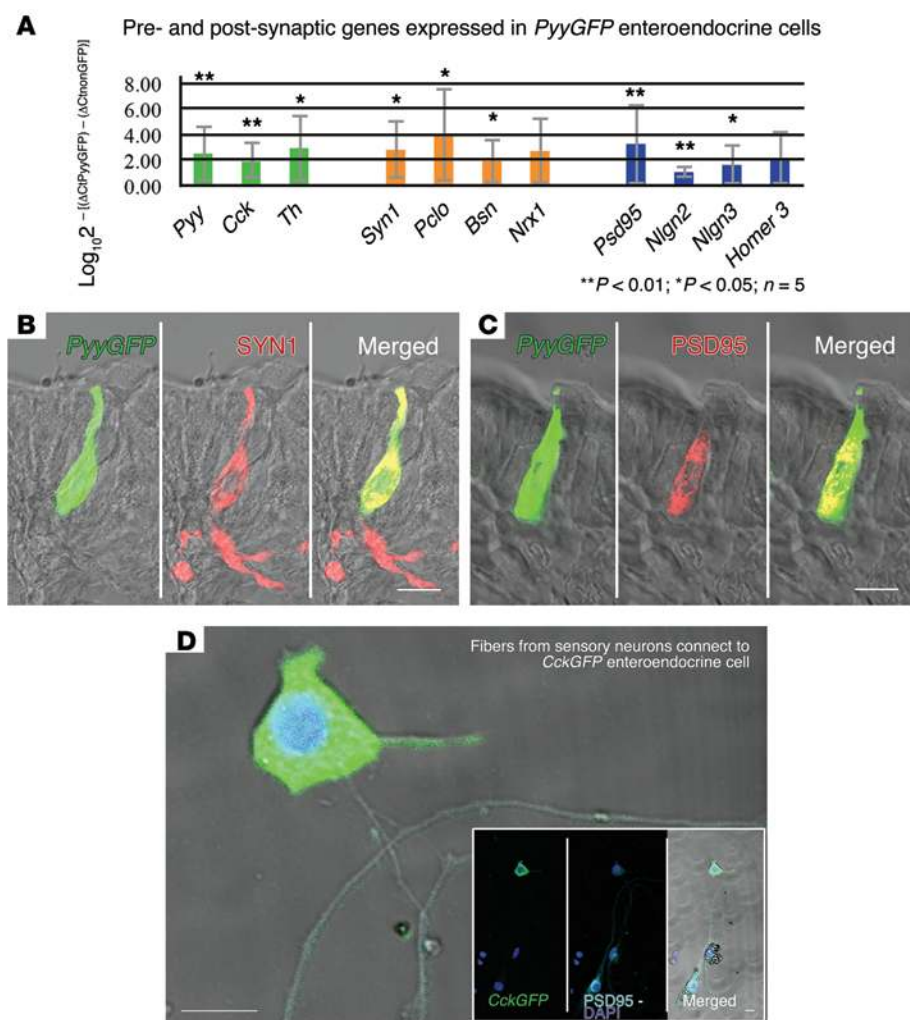 A
Pre- and post-synaptic genes expressed in PyyGFP enteroendocrine cells
Log₁₀2 – [(ΔCtPyyGFP) – (ΔCtnonGFP)]
8.00
6.00
4.00
2.00
0.00
**
**
*
*
*
*
**
**
*
Pyy
Cck
Th
Syn1
Pclo
Bsn
Nrx1
Psd95
Nlgn2
Nlgn3
Homer 3
**P < 0.01; *P < 0.05; n = 5
B
PyyGFP
SYN1
Merged
C
PyyGFP
PSD95
Merged
D
Fibers from sensory neurons connect to
CckGFP enteroendocrine cell
CckGFP
PSD95 -
DAPI
Merged